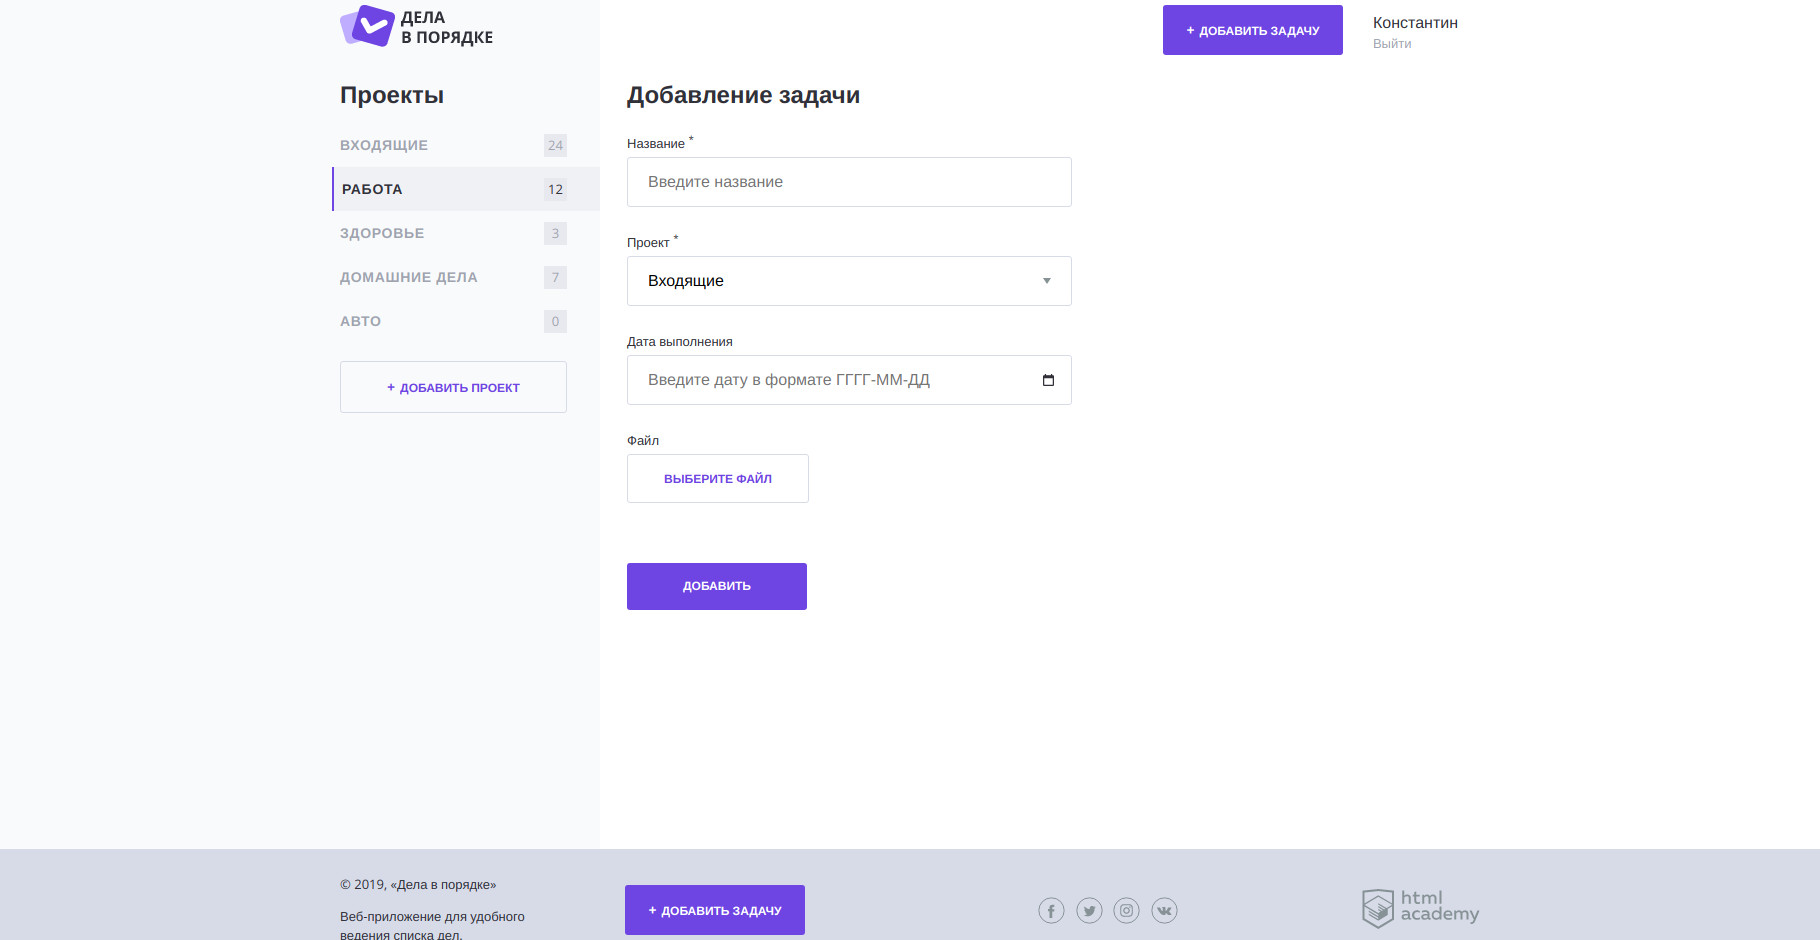 ДЕЛА
В ПОРЯДКЕ
+ ДОБАВИТЬ ЗАДАЧУ
Константин
Выйти
Проекты
ВХОДЯЩИЕ 24
РАБОТА 12
ЗДОРОВЬЕ 3
ДОМАШНИЕ ДЕЛА 7
АВТО 0
+ ДОБАВИТЬ ПРОЕКТ
Добавление задачи
Название *
Введите название
Проект *
Входящие
Дата выполнения
Введите дату в формате ГГГГ-ММ-ДД
Файл
ВЫБЕРИТЕ ФАЙЛ
ДОБАВИТЬ
© 2019, «Дела в порядке»
Веб-приложение для удобного
ведения списка дел.
+ ДОБАВИТЬ ЗАДАЧУ
html
academy